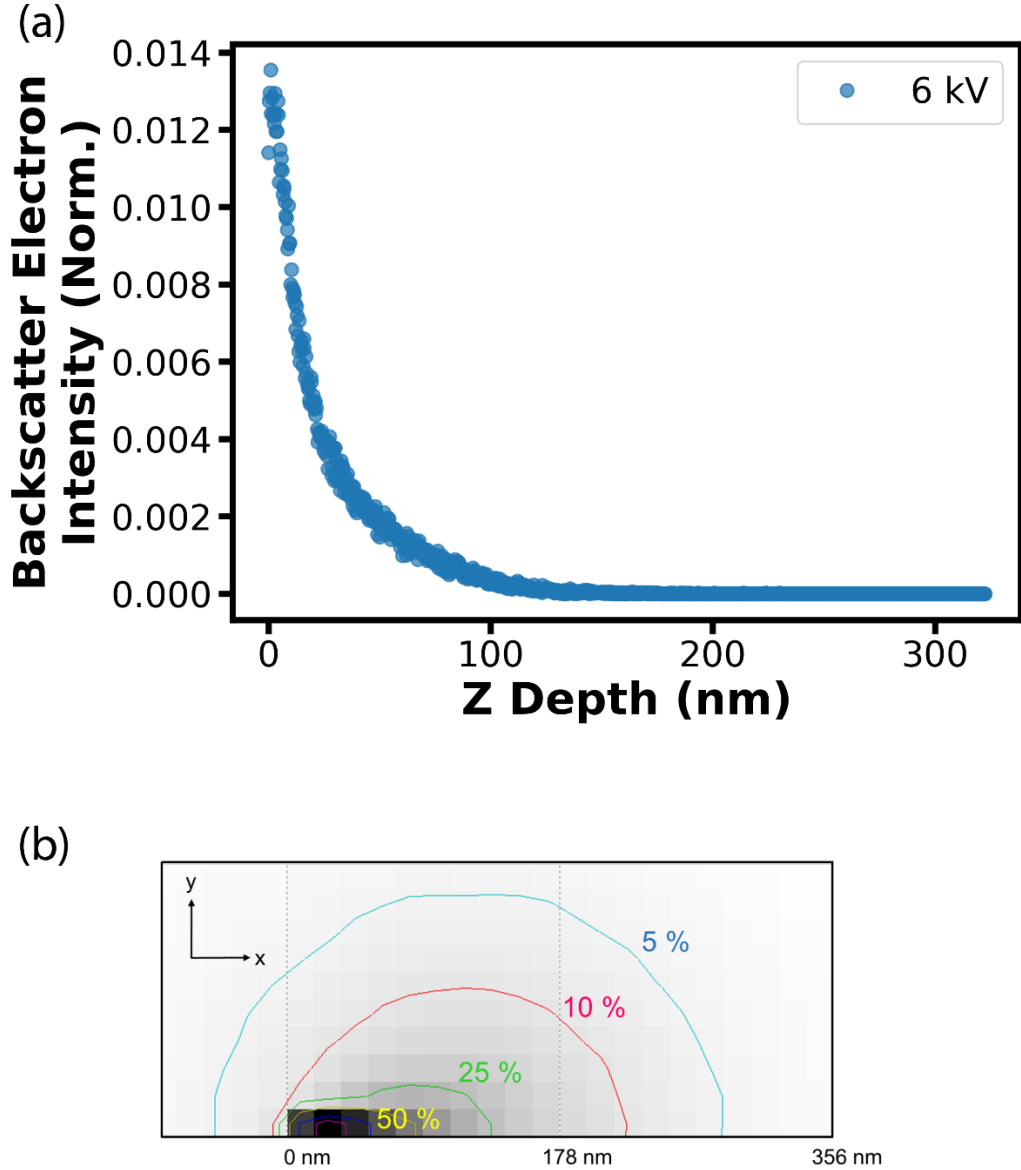 (a)
0.014
0.012
0.010
0.008
0.006
0.004
0.002
0.000
Backscatter Electron
Intensity (Norm.)
6 kV
0
100
200
300
Z Depth (nm)
(b)
y
x
5 %
10 %
25 %
50 %
0 nm
178 nm
356 nm